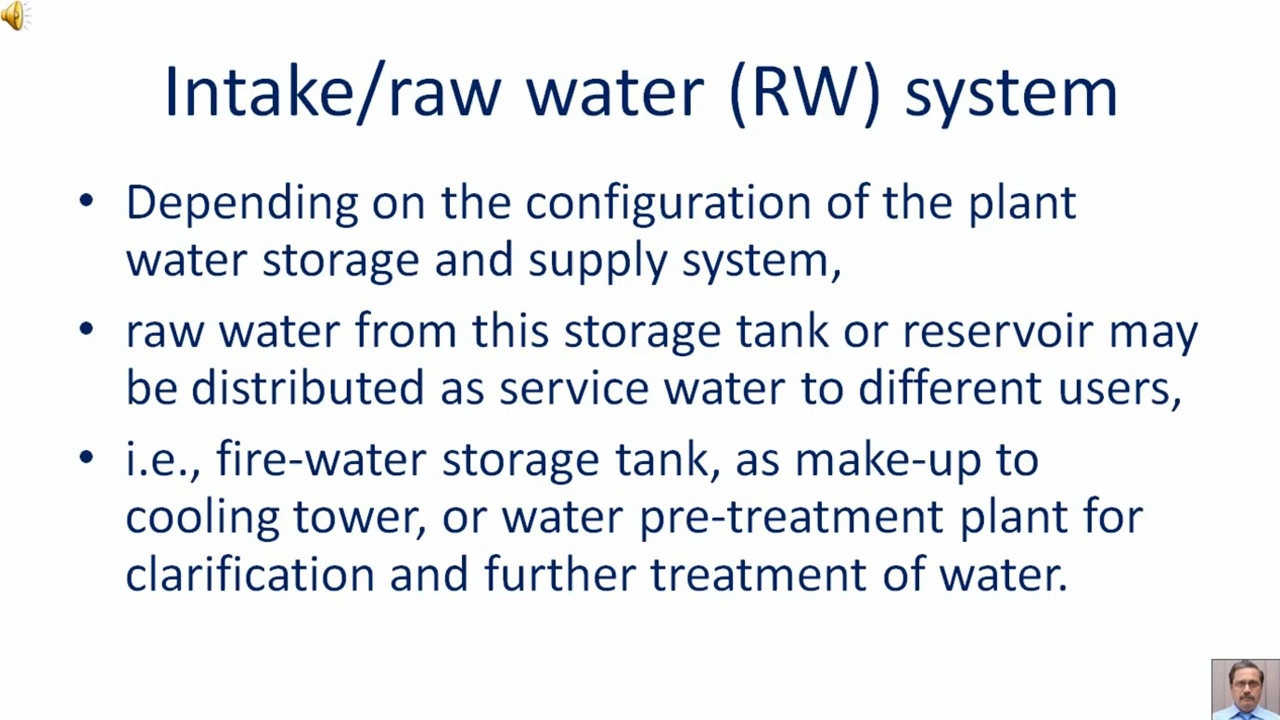 Intake/raw water (RW) system
• Depending on the configuration of the plant
water storage and supply system,
• raw water from this storage tank or reservoir may
be distributed as service water to different users,
• i.e., fire-water storage tank, as make-up to
cooling tower, or water pre-treatment plant for
clarification and further treatment of water.